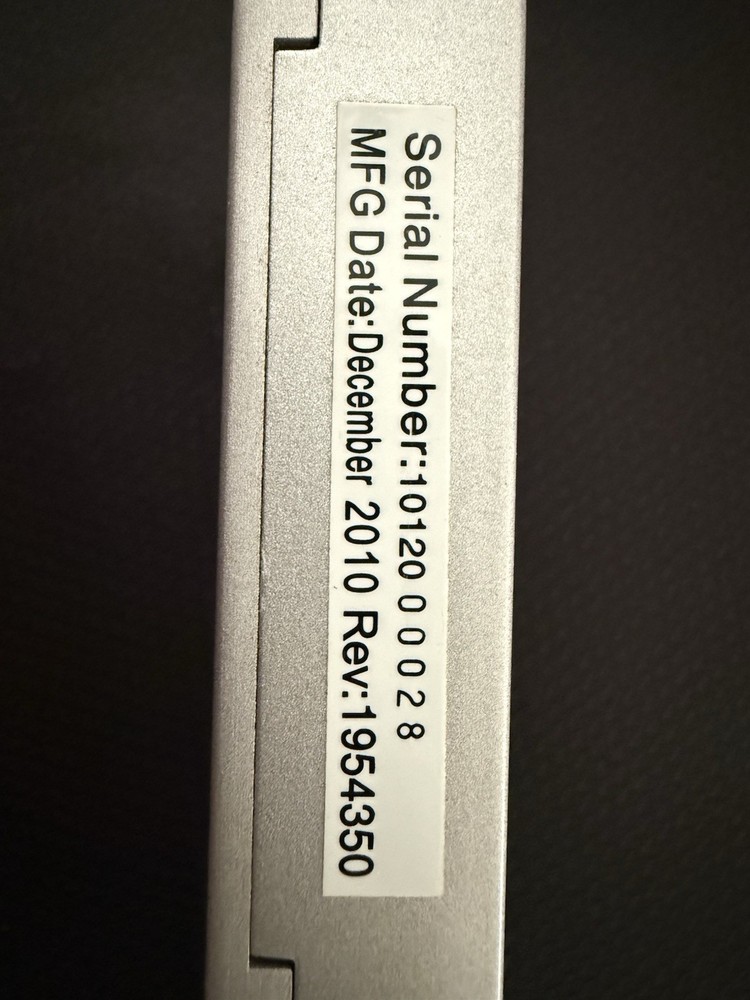 Serial Number:10120 0 0 0 2 8
MFG Date:December 2010 Rev:1954350